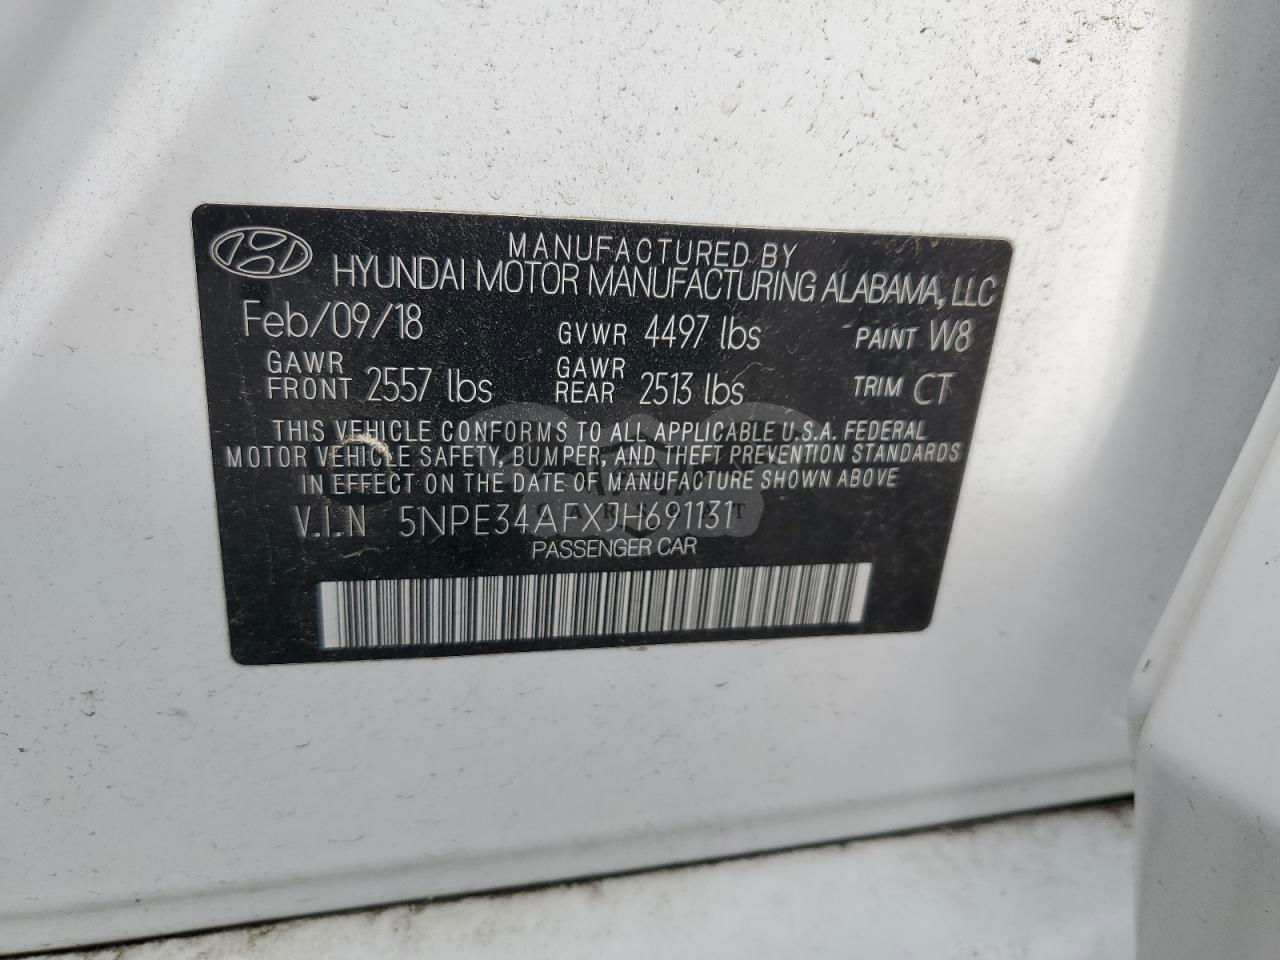 MANUFACTURED BY
HYUNDAI MOTOR MANUFACTURING ALABAMA, LLC
Feb/09/18 GVWR 4497 lbs PAINT W8
GAWR FRONT 2557 lbs GAWR REAR 2513 lbs TRIM CT
THIS VEHICLE CONFORMS TO ALL APPLICABLE U.S.A. FEDERAL
MOTOR VEHICLE SAFETY, BUMPER, AND THEFT PREVENTION STANDARDS
IN EFFECT ON THE DATE OF MANUFACTURE SHOWN ABOVE
V.I.N 5NPE34AFXJH691131
PASSENGER CAR